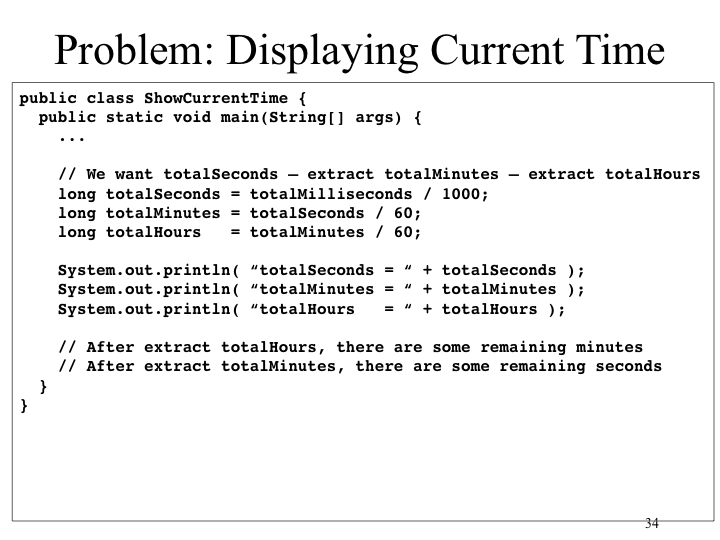 Problem: Displaying Current Time
public class ShowCurrentTime {
  public static void main(String[] args) {
    ...
    // We want totalSeconds – extract totalMinutes – extract totalHours
    long totalSeconds = totalMilliseconds / 1000;
    long totalMinutes = totalSeconds / 60;
    long totalHours   = totalMinutes / 60;
    System.out.println( “totalSeconds = “ + totalSeconds );
    System.out.println( “totalMinutes = “ + totalMinutes );
    System.out.println( “totalHours   = “ + totalHours );
    // After extract totalHours, there are some remaining minutes
    // After extract totalMinutes, there are some remaining seconds
  }
}
34